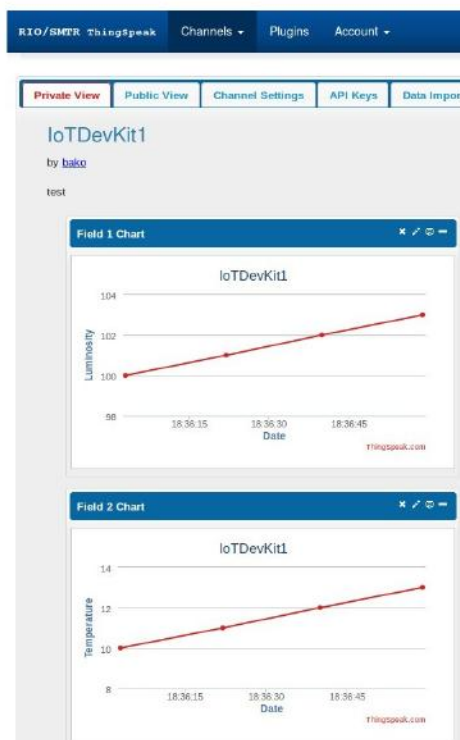 RIO/SMTR ThingSpeak Channels Plugins Account
Private View Public View Channel Settings API Keys Data Impor
IoTDevKit1
by bako
test
Field 1 Chart
IoTDevKit1
104
102
100
98
Luminosity
18:36:15 18:36:30 18:36:45
Date
ThingSpeak.com
Field 2 Chart
IoTDevKit1
14
12
10
8
Temperature
18:36:15 18:36:30 18:36:45
Date
ThingSpeak.com